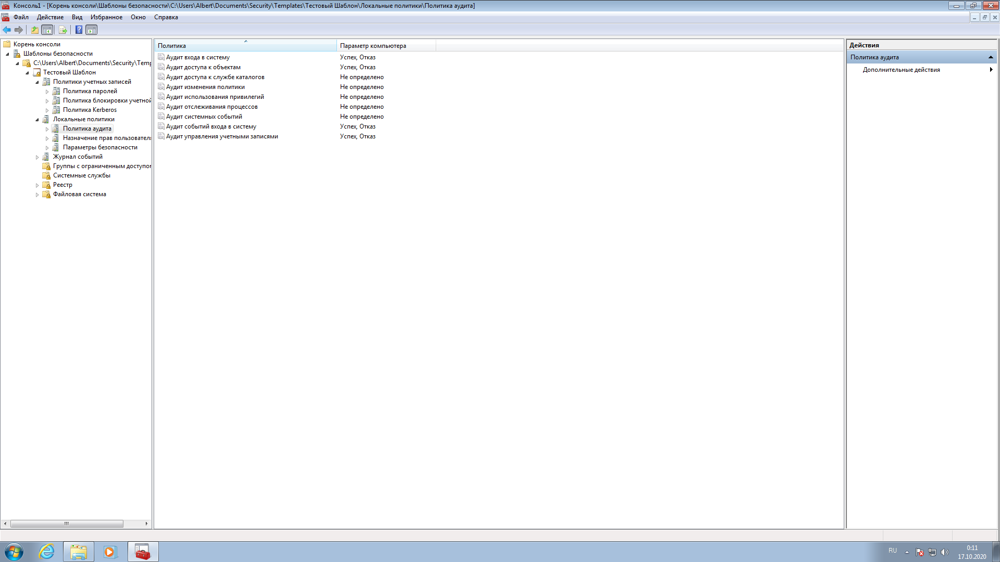 Консоль1 - [Корень консоли\Шаблоны безопасности\C:\Users\Albert\Documents\Security\Templates\Тестовый Шаблон\Локальные политики\Политика аудита]
Файл Действие Вид Избранное Окно Справка
Корень консоли
Шаблоны безопасности
C:\Users\Albert\Documents\Security\Temp
Тестовый Шаблон
Политики учетных записей
Политика паролей
Политика блокировки учетной
Политика Kerberos
Локальные политики
Политика аудита
Назначение прав пользователя
Параметры безопасности
Журнал событий
Группы с ограниченным доступом
Системные службы
Реестр
Файловая система
Политика Параметр компьютера
Аудит входа в систему Успех, Отказ
Аудит доступа к объектам Успех, Отказ
Аудит доступа к службе каталогов Не определено
Аудит изменения политики Не определено
Аудит использования привилегий Не определено
Аудит отслеживания процессов Не определено
Аудит системных событий Не определено
Аудит событий входа в систему Успех, Отказ
Аудит управления учетными записями Успех, Отказ
Действия
Политика аудита
Дополнительные действия
RU
0:11
17.10.2020